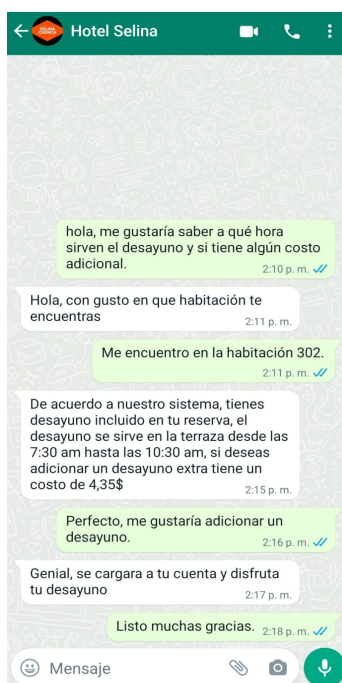 SELINA
CUENCA
Hotel Selina
hola, me gustaría saber a qué hora
sirven el desayuno y si tiene algún costo
adicional.
2:10 p. m.
Hola, con gusto en que habitación te
encuentras
2:11 p. m.
Me encuentro en la habitación 302.
2:11 p. m.
De acuerdo a nuestro sistema, tienes
desayuno incluido en tu reserva, el
desayuno se sirve en la terraza desde las
7:30 am hasta las 10:30 am, si deseas
adicionar un desayuno extra tiene un
costo de 4,35$
2:15 p. m.
Perfecto, me gustaría adicionar un
desayuno.
2:16 p. m.
Genial, se cargara a tu cuenta y disfruta
tu desayuno
2:17 p. m.
Listo muchas gracias. 2:18 p. m.
Mensaje